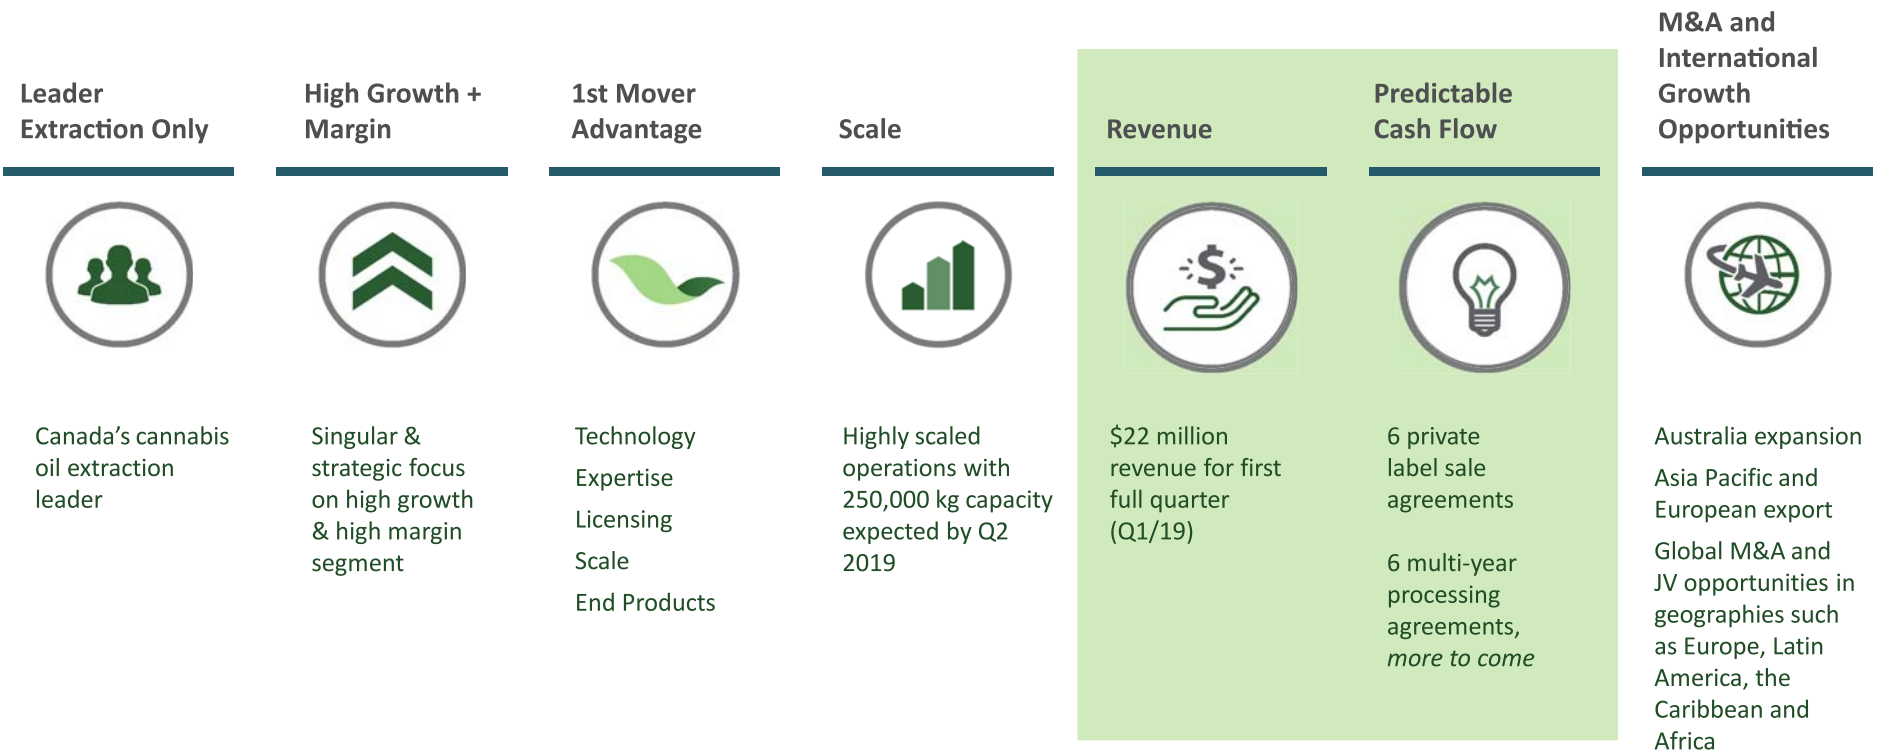 Leader
Extraction Only
Canada’s cannabis
oil extraction
leader
High Growth +
Margin
Singular &
strategic focus
on high growth
& high margin
segment
1st Mover
Advantage
Technology
Expertise
Licensing
Scale
End Products
Scale
Highly scaled
operations with
250,000 kg capacity
expected by Q2
2019
Revenue
$
$22 million
revenue for first
full quarter
(Q1/19)
Predictable
Cash Flow
6 private
label sale
agreements
6 multi-year
processing
agreements,
more to come
M&A and
International
Growth
Opportunities
Australia expansion
Asia Pacific and
European export
Global M&A and
JV opportunities in
geographies such
as Europe, Latin
America, the
Caribbean and
Africa